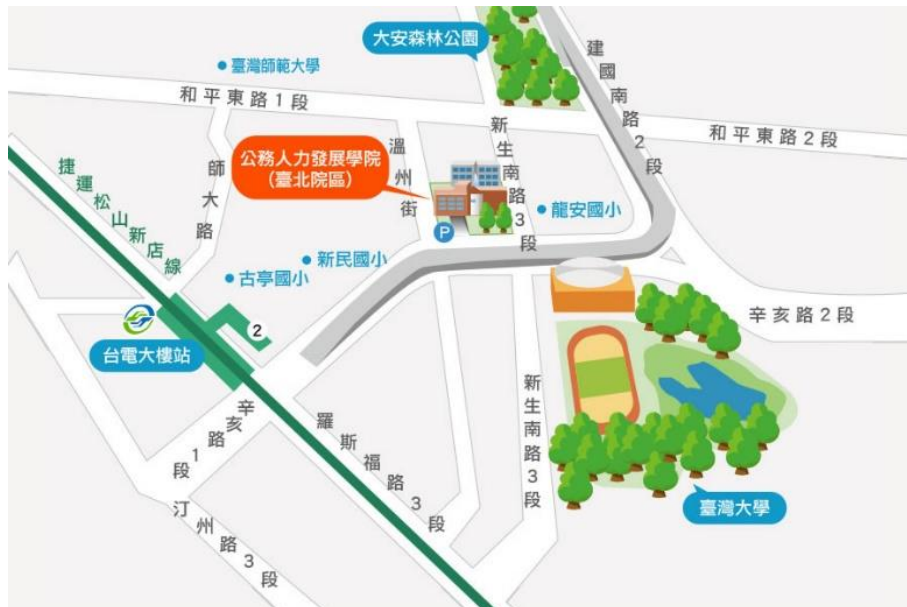 大安森林公園
臺灣師範大學
和平東路1段
建國南路2段
和平東路2段
新生南路3段
溫州街
公務人力發展學院
(臺北院區)
師大路
龍安國小
P
捷運松山新店線
新民國小
古亭國小
2
台電大樓站
辛亥路2段
辛亥路1段
羅斯福路3段
新生南路3段
汀州路3段
臺灣大學